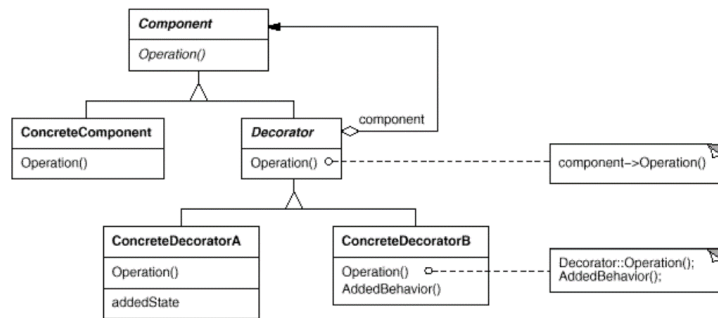 Component
Operation()
component
ConcreteComponent
Operation()
Decorator
Operation()
component->Operation()
ConcreteDecoratorA
Operation()
addedState
ConcreteDecoratorB
Operation()
AddedBehavior()
Decorator::Operation();
AddedBehavior();